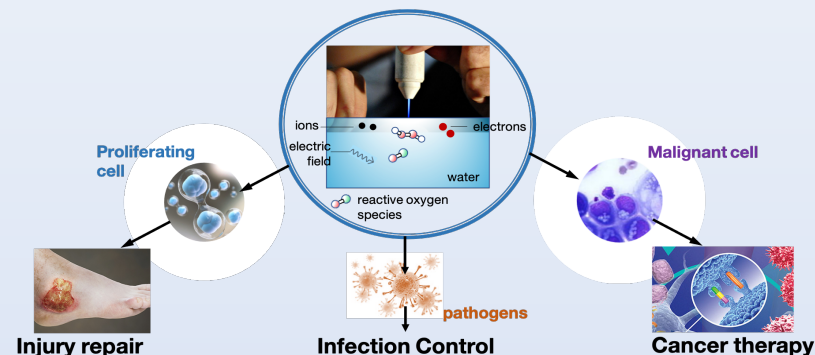 ions
electrons
electric
field
water
reactive oxygen
species
Proliferating
cell
Malignant cell
pathogens
Injury repair
Infection Control
Cancer therapy